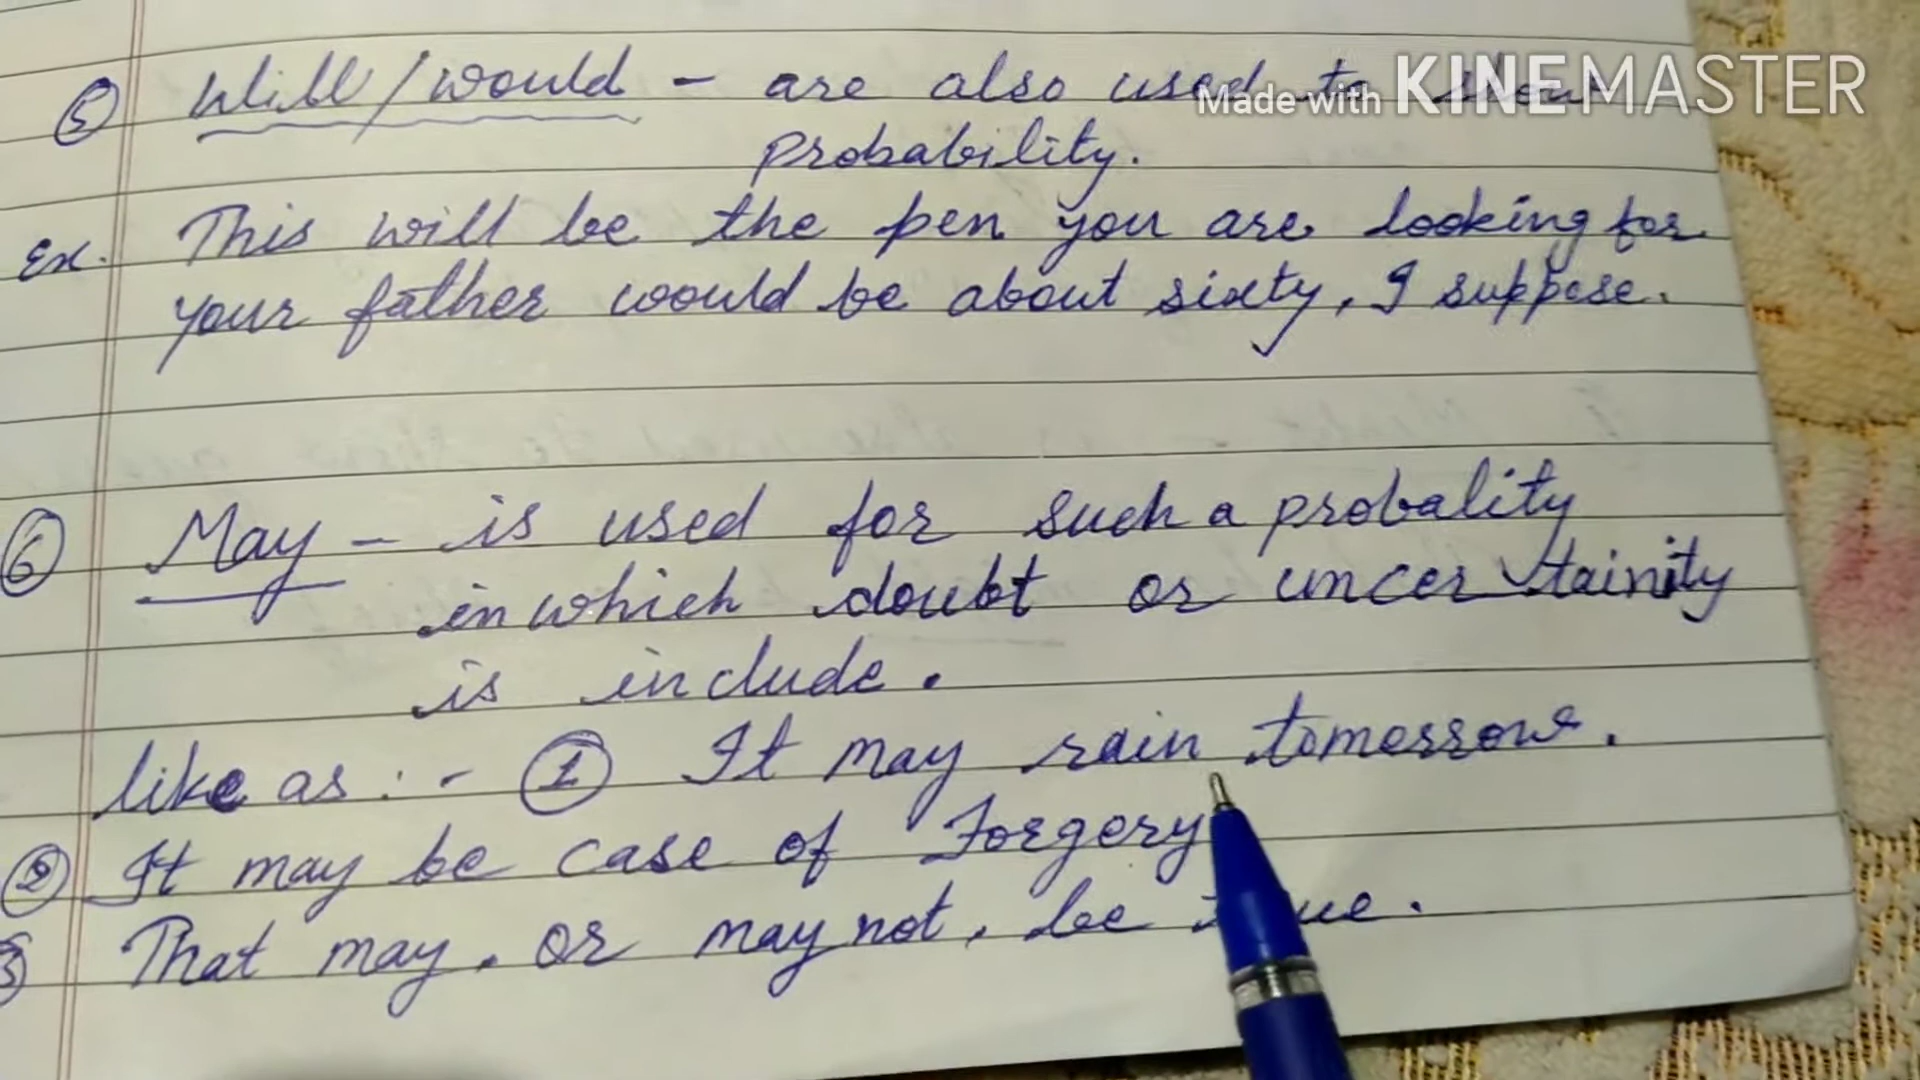 ⑤ Will/would - are also used to show
Made with KINEMASTER
probability.
Ex. This will be the pen you are looking for
your father would be about sixty, I suppose.
⑥ May - is used for such a probality
in which doubt or uncertainity
is include.
like as :- ① It may rain tomorrow.
② It may be case of Forgery
3 That may, or may not, be true.